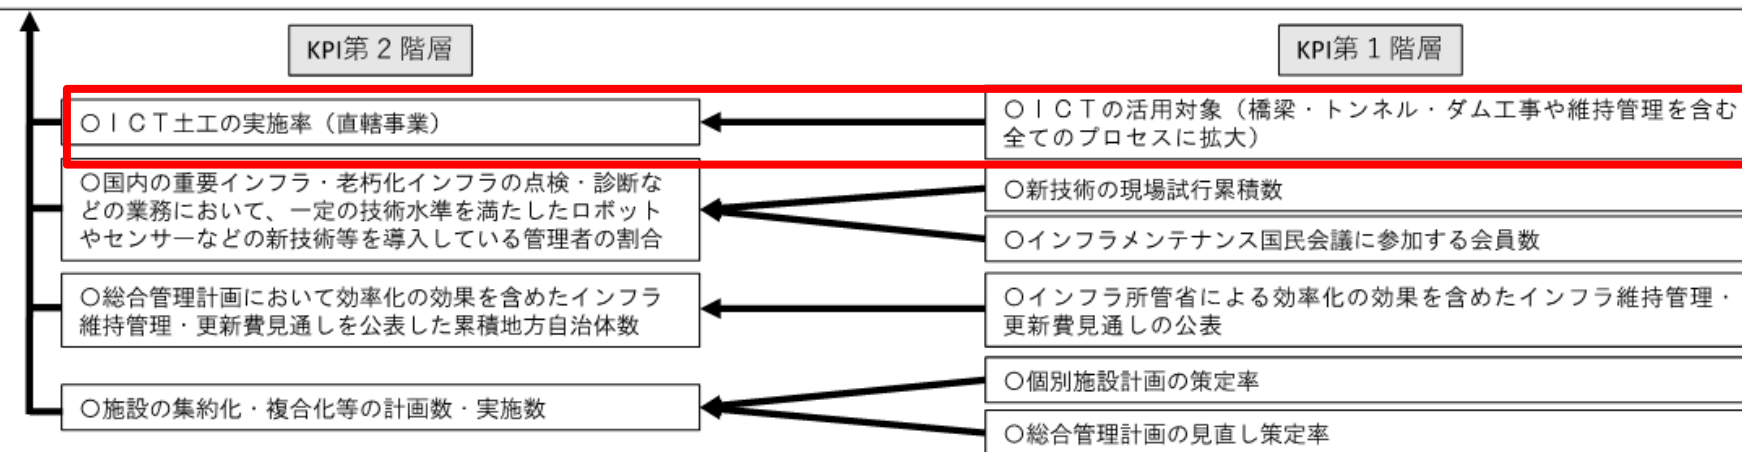 KPI第２階層
KPI第１階層
○ＩＣＴ土工の実施率（直轄事業）
○ＩＣＴの活用対象（橋梁・トンネル・ダム工事や維持管理を含む
全てのプロセスに拡大）
○国内の重要インフラ・老朽化インフラの点検・診断な
どの業務において、一定の技術水準を満たしたロボット
やセンサーなどの新技術等を導入している管理者の割合
○新技術の現場試行累積数
○インフラメンテナンス国民会議に参加する会員数
○総合管理計画において効率化の効果を含めたインフラ
維持管理・更新費見通しを公表した累積地方自治体数
○インフラ所管省による効率化の効果を含めたインフラ維持管理・
更新費見通しの公表
○施設の集約化・複合化等の計画数・実施数
○個別施設計画の策定率
○総合管理計画の見直し策定率